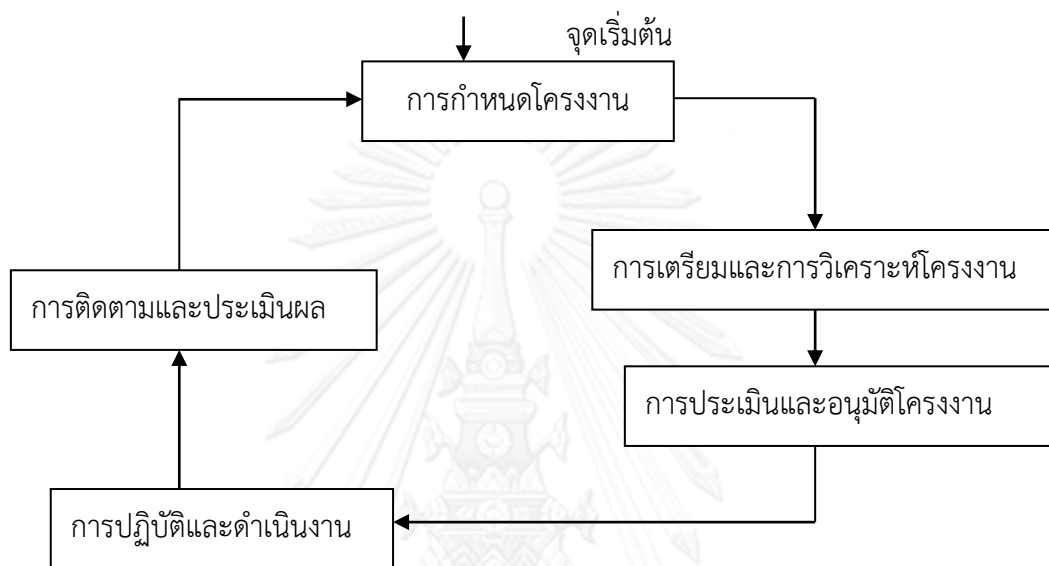 จุดเริ่มต้น
การกำหนดโครงงาน
การเตรียมและการวิเคราะห์โครงงาน
การติดตามและประเมินผล
การประเมินและอนุมัติโครงงาน
การปฏิบัติและดำเนินงาน